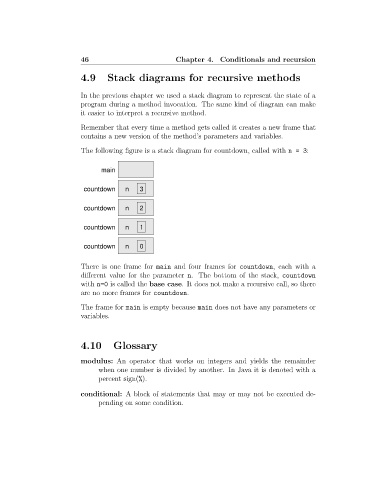 46 Chapter 4. Conditionals and recursion
4.9 Stack diagrams for recursive methods
In the previous chapter we used a stack diagram to represent the state of a
program during a method invocation. The same kind of diagram can make
it easier to interpret a recursive method.
Remember that every time a method gets called it creates a new frame that
contains a new version of the method's parameters and variables.
The following figure is a stack diagram for countdown, called with n = 3:
main
countdown n 3
countdown n 2
countdown n 1
countdown n 0
There is one frame for main and four frames for countdown, each with a
different value for the parameter n. The bottom of the stack, countdown
with n=0 is called the base case. It does not make a recursive call, so there
are no more frames for countdown.
The frame for main is empty because main does not have any parameters or
variables.
4.10 Glossary
modulus: An operator that works on integers and yields the remainder
when one number is divided by another. In Java it is denoted with a
percent sign(%).
conditional: A block of statements that may or may not be executed de-
pending on some condition.